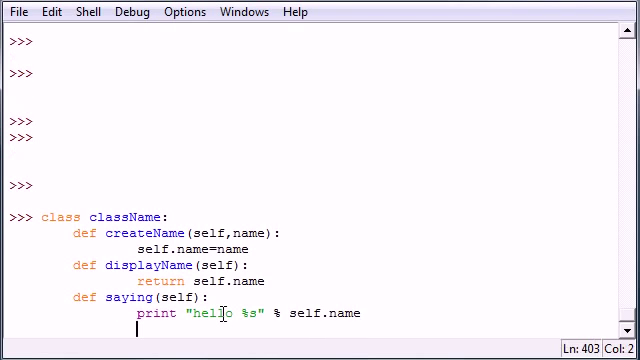 File Edit Shell Debug Options Windows Help
>>>
>>>
>>>
>>>
>>>
>>> class className:
def createName(self,name):
self.name=name
def displayName(self):
return self.name
def saying(self):
print "hello %s" % self.name
Ln: 403 Col: 2